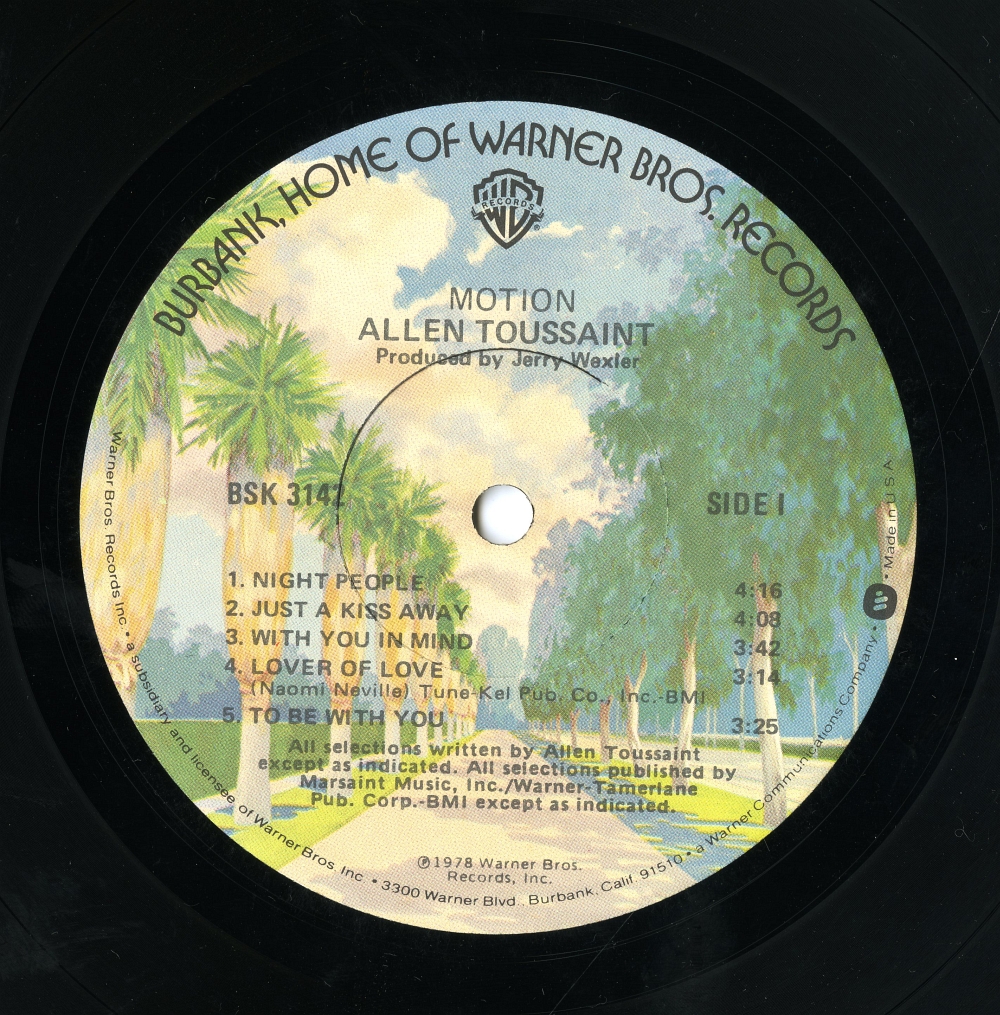 BURBANK, HOME OF WARNER BROS. RECORDS
RECORDS
MOTION
ALLEN TOUSSAINT
Produced by Jerry Wexler
BSK 3142
SIDE I
1. NIGHT PEOPLE 4:16
2. JUST A KISS AWAY 4:08
3. WITH YOU IN MIND 3:42
4. LOVER OF LOVE 3:14
(Naomi Neville) Tune-Kel Pub. Co., Inc.-BMI
5. TO BE WITH YOU 3:25
All selections written by Allen Toussaint
except as indicated. All selections published by
Marsaint Music, Inc./Warner-Tamerlane
Pub. Corp.-BMI except as indicated.
℗1978 Warner Bros.
Records, Inc.
Warner Bros. Records Inc. • a subsidiary and licensee of Warner Bros. Inc. • 3300 Warner Blvd., Burbank, Calif. 91510 • a Warner Communications Company • Made in U S A